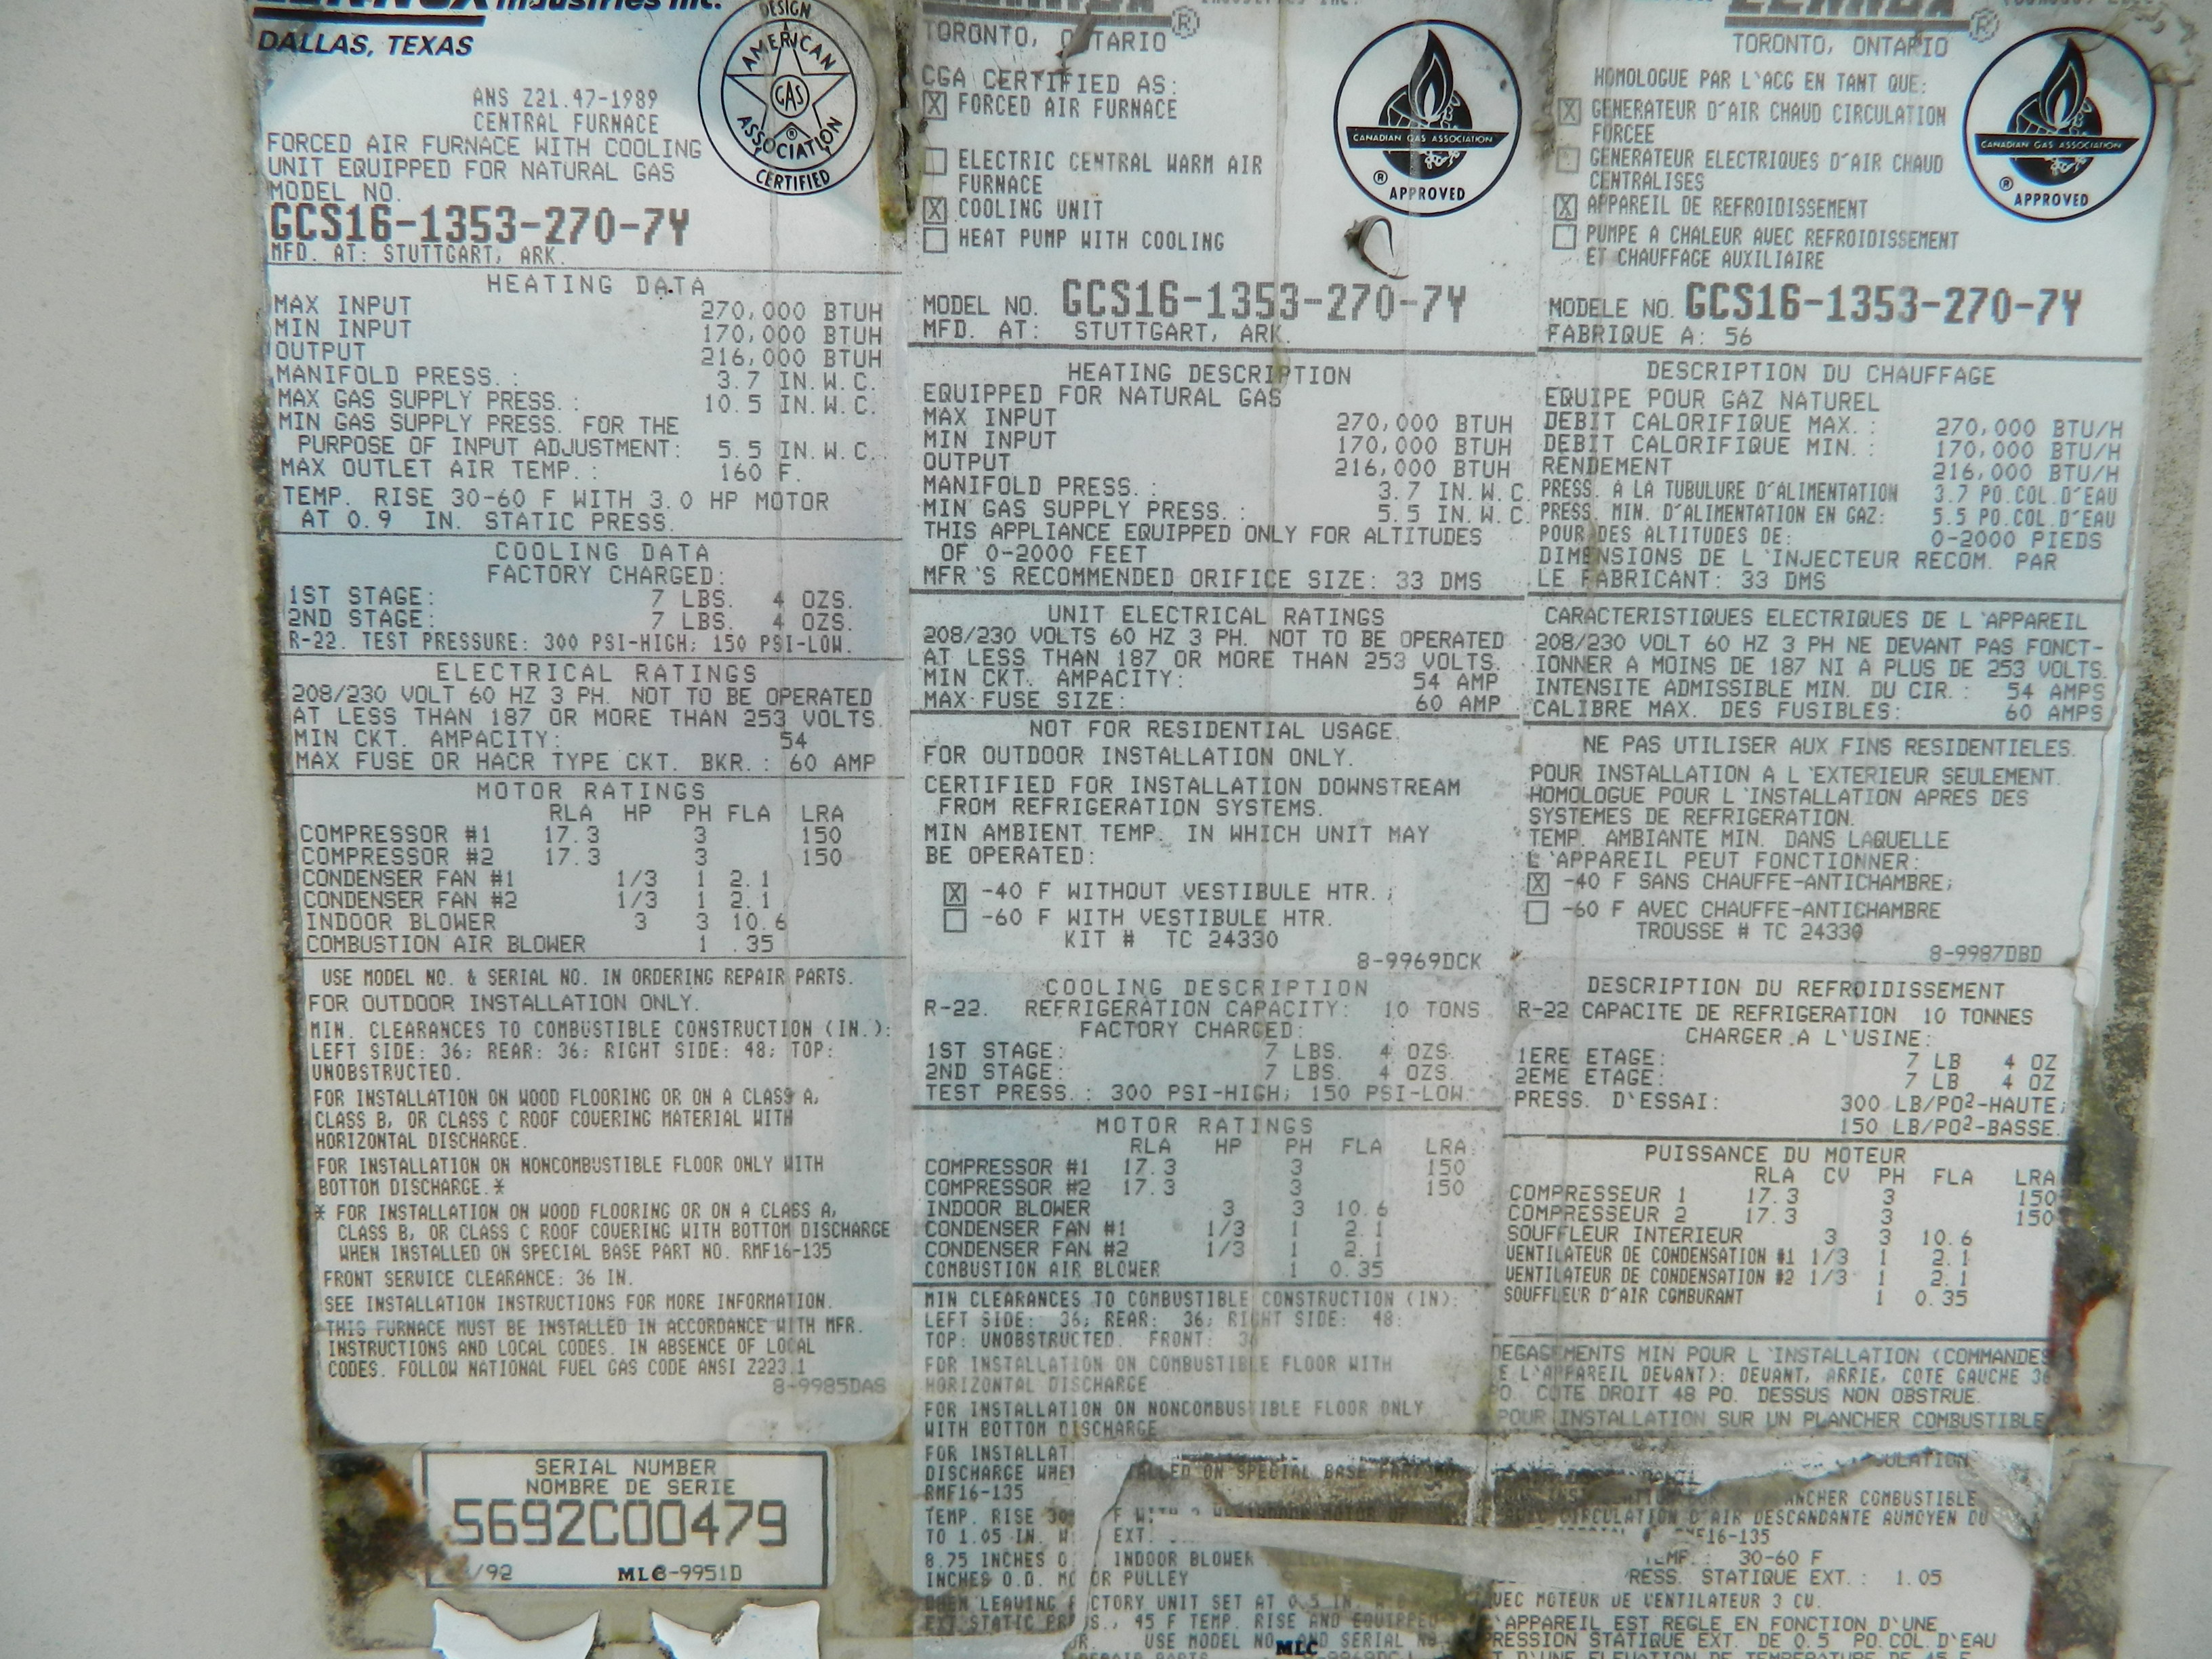 LENNOX Industries Inc.
DALLAS, TEXAS
DESIGN
AMERICAN
GAS
ASSOCIATION
CERTIFIED
ANS Z21.47-1989
CENTRAL FURNACE
FORCED AIR FURNACE WITH COOLING
UNIT EQUIPPED FOR NATURAL GAS
MODEL NO.
GCS16-1353-270-7Y
MFD. AT: STUTTGART, ARK.
HEATING DATA
MAX INPUT 270,000 BTUH
MIN INPUT 170,000 BTUH
OUTPUT 216,000 BTUH
MANIFOLD PRESS.: 3.7 IN.W.C.
MAX GAS SUPPLY PRESS.: 10.5 IN.W.C.
MIN GAS SUPPLY PRESS. FOR THE
PURPOSE OF INPUT ADJUSTMENT: 5.5 IN.W.C.
MAX OUTLET AIR TEMP.: 160 F.
TEMP. RISE 30-60 F WITH 3.0 HP MOTOR
AT 0.9 IN. STATIC PRESS.
COOLING DATA
FACTORY CHARGED:
1ST STAGE: 7 LBS. 4 OZS.
2ND STAGE: 7 LBS. 4 OZS.
R-22. TEST PRESSURE: 300 PSI-HIGH; 150 PSI-LOW.
ELECTRICAL RATINGS
208/230 VOLT 60 HZ 3 PH. NOT TO BE OPERATED
AT LESS THAN 187 OR MORE THAN 253 VOLTS.
MIN CKT. AMPACITY: 54
MAX FUSE OR HACR TYPE CKT. BKR.: 60 AMP
MOTOR RATINGS
RLA HP PH FLA LRA
COMPRESSOR #1 17.3 3 150
COMPRESSOR #2 17.3 3 150
CONDENSER FAN #1 1/3 1 2.1
CONDENSER FAN #2 1/3 1 2.1
INDOOR BLOWER 3 3 10.6
COMBUSTION AIR BLOWER 1 .35
USE MODEL NO. & SERIAL NO. IN ORDERING REPAIR PARTS.
FOR OUTDOOR INSTALLATION ONLY.
MIN. CLEARANCES TO COMBUSTIBLE CONSTRUCTION (IN.):
LEFT SIDE: 36; REAR: 36; RIGHT SIDE: 48; TOP:
UNOBSTRUCTED.
FOR INSTALLATION ON WOOD FLOORING OR ON A CLASS A,
CLASS B, OR CLASS C ROOF COVERING MATERIAL WITH
HORIZONTAL DISCHARGE.
FOR INSTALLATION ON NONCOMBUSTIBLE FLOOR ONLY WITH
BOTTOM DISCHARGE.*
* FOR INSTALLATION ON WOOD FLOORING OR ON A CLASS A,
CLASS B, OR CLASS C ROOF COVERING WITH BOTTOM DISCHARGE
WHEN INSTALLED ON SPECIAL BASE PART NO. RMF16-135
FRONT SERVICE CLEARANCE: 36 IN.
SEE INSTALLATION INSTRUCTIONS FOR MORE INFORMATION.
THIS FURNACE MUST BE INSTALLED IN ACCORDANCE WITH MFR.
INSTRUCTIONS AND LOCAL CODES. IN ABSENCE OF LOCAL
CODES. FOLLOW NATIONAL FUEL GAS CODE ANSI Z223.1
8-9985DAS
SERIAL NUMBER
NOMBRE DE SERIE
5692C00479
/92 MLC-9951D
LENNOX ®
TORONTO, ONTARIO
CGA CERTIFIED AS:
X FORCED AIR FURNACE
ELECTRIC CENTRAL WARM AIR
FURNACE
X COOLING UNIT
HEAT PUMP WITH COOLING
CANADIAN GAS ASSOCIATION
® APPROVED
MODEL NO. GCS16-1353-270-7Y
MFD. AT: STUTTGART, ARK.
HEATING DESCRIPTION
EQUIPPED FOR NATURAL GAS
MAX INPUT 270,000 BTUH
MIN INPUT 170,000 BTUH
OUTPUT 216,000 BTUH
MANIFOLD PRESS.: 3.7 IN.W.C.
MIN GAS SUPPLY PRESS.: 5.5 IN.W.C.
THIS APPLIANCE EQUIPPED ONLY FOR ALTITUDES
OF 0-2000 FEET
MFR'S RECOMMENDED ORIFICE SIZE: 33 DMS
UNIT ELECTRICAL RATINGS
208/230 VOLTS 60 HZ 3 PH. NOT TO BE OPERATED
AT LESS THAN 187 OR MORE THAN 253 VOLTS.
MIN CKT. AMPACITY: 54 AMP
MAX FUSE SIZE: 60 AMP
NOT FOR RESIDENTIAL USAGE.
FOR OUTDOOR INSTALLATION ONLY.
CERTIFIED FOR INSTALLATION DOWNSTREAM
FROM REFRIGERATION SYSTEMS.
MIN AMBIENT TEMP. IN WHICH UNIT MAY
BE OPERATED:
X -40 F WITHOUT VESTIBULE HTR.;
-60 F WITH VESTIBULE HTR.
KIT # TC 24330
8-9969DCK
COOLING DESCRIPTION
R-22. REFRIGERATION CAPACITY: 10 TONS
FACTORY CHARGED:
1ST STAGE: 7 LBS. 4 OZS.
2ND STAGE: 7 LBS. 4 OZS.
TEST PRESS.: 300 PSI-HIGH; 150 PSI-LOW.
MOTOR RATINGS
RLA HP PH FLA LRA
COMPRESSOR #1 17.3 3 150
COMPRESSOR #2 17.3 3 150
INDOOR BLOWER 3 3 10.6
CONDENSER FAN #1 1/3 1 2.1
CONDENSER FAN #2 1/3 1 2.1
COMBUSTION AIR BLOWER 1 0.35
MIN CLEARANCES TO COMBUSTIBLE CONSTRUCTION (IN):
LEFT SIDE: 36; REAR: 36; RIGHT SIDE: 48;
TOP: UNOBSTRUCTED. FRONT: 36
FOR INSTALLATION ON COMBUSTIBLE FLOOR WITH
HORIZONTAL DISCHARGE
FOR INSTALLATION ON NONCOMBUSTIBLE FLOOR ONLY
WITH BOTTOM DISCHARGE
FOR INSTALLAT
DISCHARGE WHEN ON SPECIAL BASE PART
RMF16-135
TEMP. RISE 30
TO 1.05 IN. W. EXT.
8.75 INCHES O. INDOOR BLOWER
INCHES O.D. MOTOR PULLEY
WHEN LEAVING FACTORY UNIT SET AT 0.5 IN.
EXT STATIC PRESS., 45 F TEMP. RISE AND EQUIPPED
USE MODEL NO. AND SERIAL NO
MLC
LENNOX ®
TORONTO, ONTARIO
HOMOLOGUE PAR L'ACG EN TANT QUE:
X GENERATEUR D'AIR CHAUD CIRCULATION
FORCEE
GENERATEUR ELECTRIQUES D'AIR CHAUD
CENTRALISES
X APPAREIL DE REFROIDISSEMENT
PUMPE A CHALEUR AVEC REFROIDISSEMENT
ET CHAUFFAGE AUXILIAIRE
CANADIAN GAS ASSOCIATION
® APPROVED
MODELE NO. GCS16-1353-270-7Y
FABRIQUE A: 56
DESCRIPTION DU CHAUFFAGE
EQUIPE POUR GAZ NATUREL
DEBIT CALORIFIQUE MAX.: 270,000 BTU/H
DEBIT CALORIFIQUE MIN.: 170,000 BTU/H
RENDEMENT 216,000 BTU/H
PRESS. A LA TUBULURE D'ALIMENTATION 3.7 PO.COL.D'EAU
PRESS. MIN. D'ALIMENTATION EN GAZ: 5.5 PO.COL.D'EAU
POUR DES ALTITUDES DE: 0-2000 PIEDS
DIMENSIONS DE L'INJECTEUR RECOM. PAR
LE FABRICANT: 33 DMS
CARACTERISTIQUES ELECTRIQUES DE L'APPAREIL
208/230 VOLT 60 HZ 3 PH NE DEVANT PAS FONCT-
IONNER A MOINS DE 187 NI A PLUS DE 253 VOLTS.
INTENSITE ADMISSIBLE MIN. DU CIR.: 54 AMPS
CALIBRE MAX. DES FUSIBLES: 60 AMPS
NE PAS UTILISER AUX FINS RESIDENTIELES.
POUR INSTALLATION A L'EXTERIEUR SEULEMENT.
HOMOLOGUE POUR L'INSTALLATION APRES DES
SYSTEMES DE REFRIGERATION.
TEMP. AMBIANTE MIN. DANS LAQUELLE
L'APPAREIL PEUT FONCTIONNER:
X -40 F SANS CHAUFFE-ANTICHAMBRE;
-60 F AVEC CHAUFFE-ANTICHAMBRE
TROUSSE # TC 24330
8-9987DBD
DESCRIPTION DU REFROIDISSEMENT
R-22 CAPACITE DE REFRIGERATION 10 TONNES
CHARGER A L'USINE:
1ERE ETAGE: 7 LB 4 OZ
2EME ETAGE: 7 LB 4 OZ
PRESS. D'ESSAI: 300 LB/PO²-HAUTE;
150 LB/PO²-BASSE.
PUISSANCE DU MOTEUR
RLA CV PH FLA LRA
COMPRESSEUR 1 17.3 3 150
COMPRESSEUR 2 17.3 3 150
SOUFFLEUR INTERIEUR 3 3 10.6
VENTILATEUR DE CONDENSATION #1 1/3 1 2.1
VENTILATEUR DE CONDENSATION #2 1/3 1 2.1
SOUFFLEUR D'AIR COMBURANT 1 0.35
DEGAGEMENTS MIN POUR L'INSTALLATION (COMMANDES
E L'APPAREIL DEVANT): DEVANT, ARRIE, COTE GAUCHE 36
PO. COTE DROIT 48 PO. DESSUS NON OBSTRUE.
POUR INSTALLATION SUR UN PLANCHER COMBUSTIBLE
PLANCHER COMBUSTIBLE
CIRCULATION D'AIR DESCANDANTE AUMOYEN DU
RMF16-135
TEMP.: 30-60 F
PRESS. STATIQUE EXT.: 1.05
AVEC MOTEUR DE VENTILATEUR 3 CV.
L'APPAREIL EST REGLE EN FONCTION D'UNE
PRESSION STATIQUE EXT. DE 0.5 PO.COL.D'EAU
ET D'UNE ELEVATION DE TEMPERATURE DE 45 F